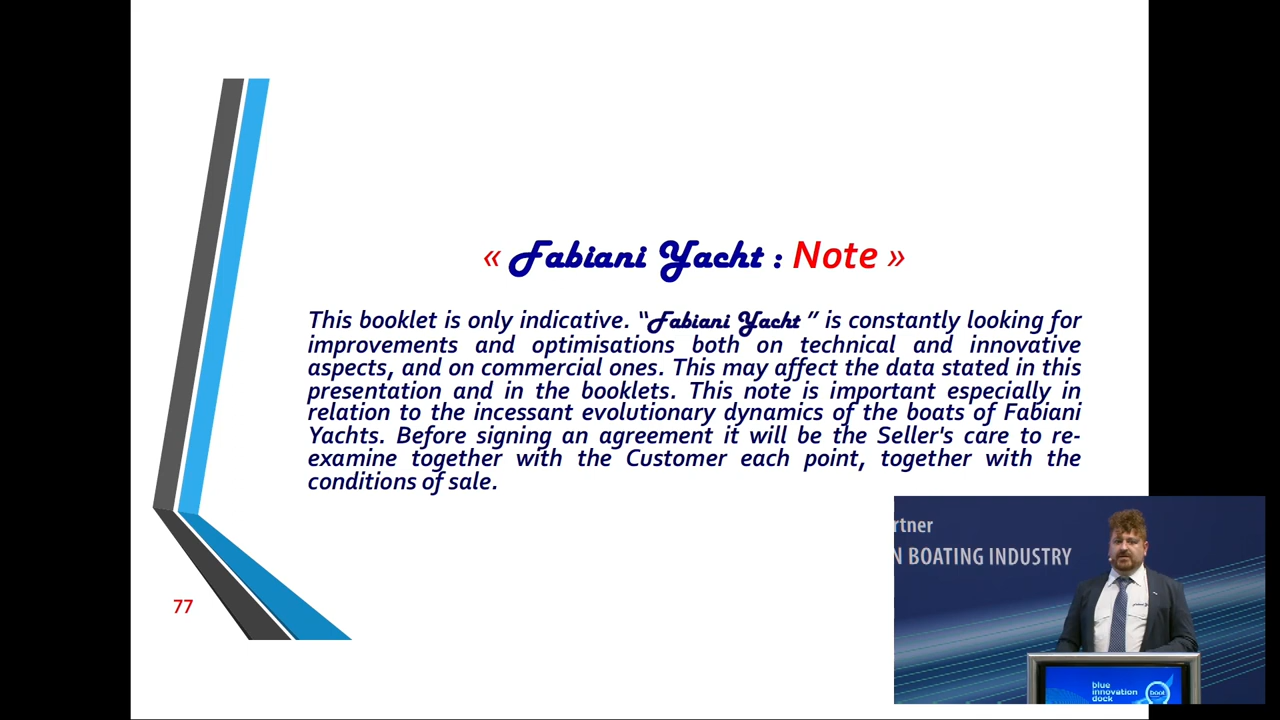 « Fabiani Yacht : Note »
This booklet is only indicative. “Fabiani Yacht ” is constantly looking for
improvements and optimisations both on technical and innovative
aspects, and on commercial ones. This may affect the data stated in this
presentation and in the booklets. This note is important especially in
relation to the incessant evolutionary dynamics of the boats of Fabiani
Yachts. Before signing an agreement it will be the Seller's care to re-
examine together with the Customer each point, together with the
conditions of sale.
77
rtner
N BOATING INDUSTRY
blue
innovation
dock
boot